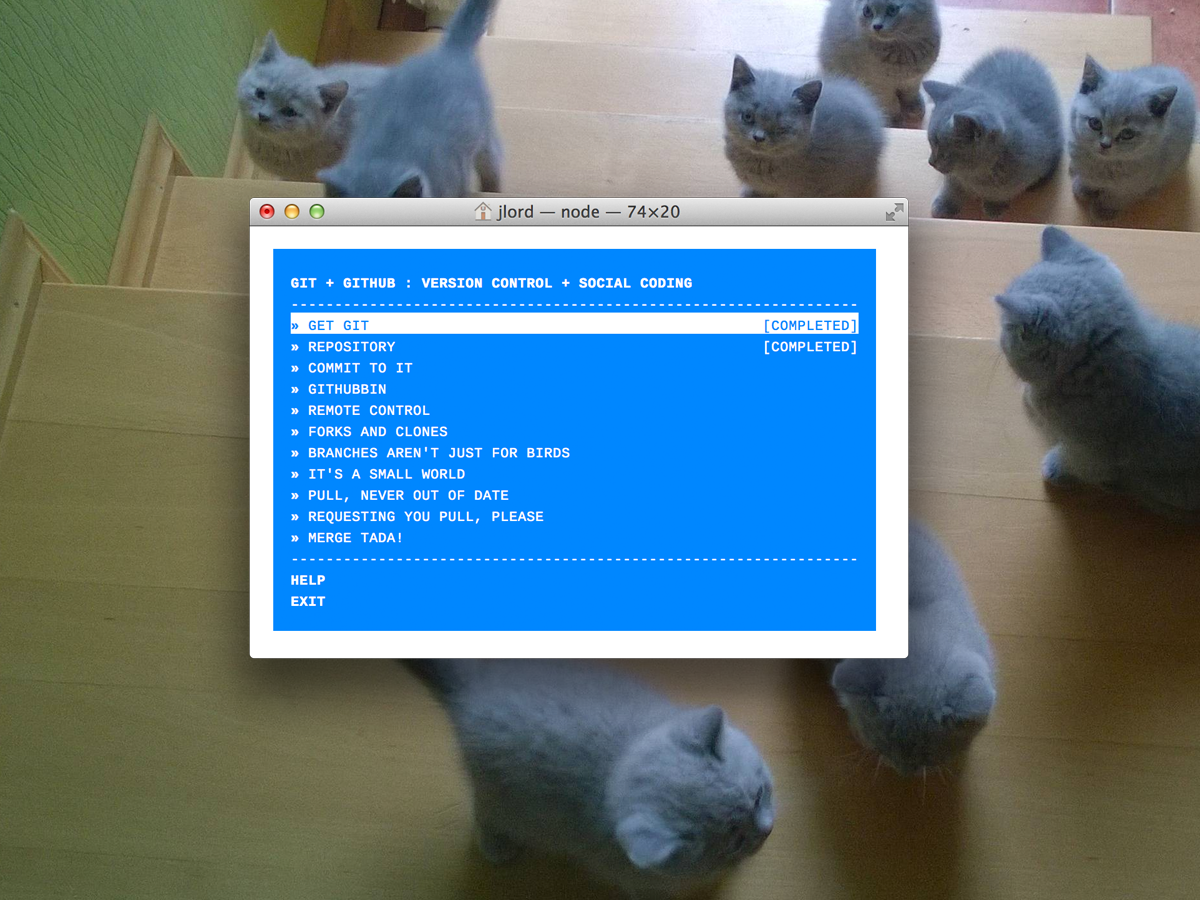 jlord — node — 74×20
GIT + GITHUB : VERSION CONTROL + SOCIAL CODING
-----------------------------------------------------------------
» GET GIT [COMPLETED]
» REPOSITORY [COMPLETED]
» COMMIT TO IT
» GITHUBBIN
» REMOTE CONTROL
» FORKS AND CLONES
» BRANCHES AREN'T JUST FOR BIRDS
» IT'S A SMALL WORLD
» PULL, NEVER OUT OF DATE
» REQUESTING YOU PULL, PLEASE
» MERGE TADA!
-----------------------------------------------------------------
HELP
EXIT